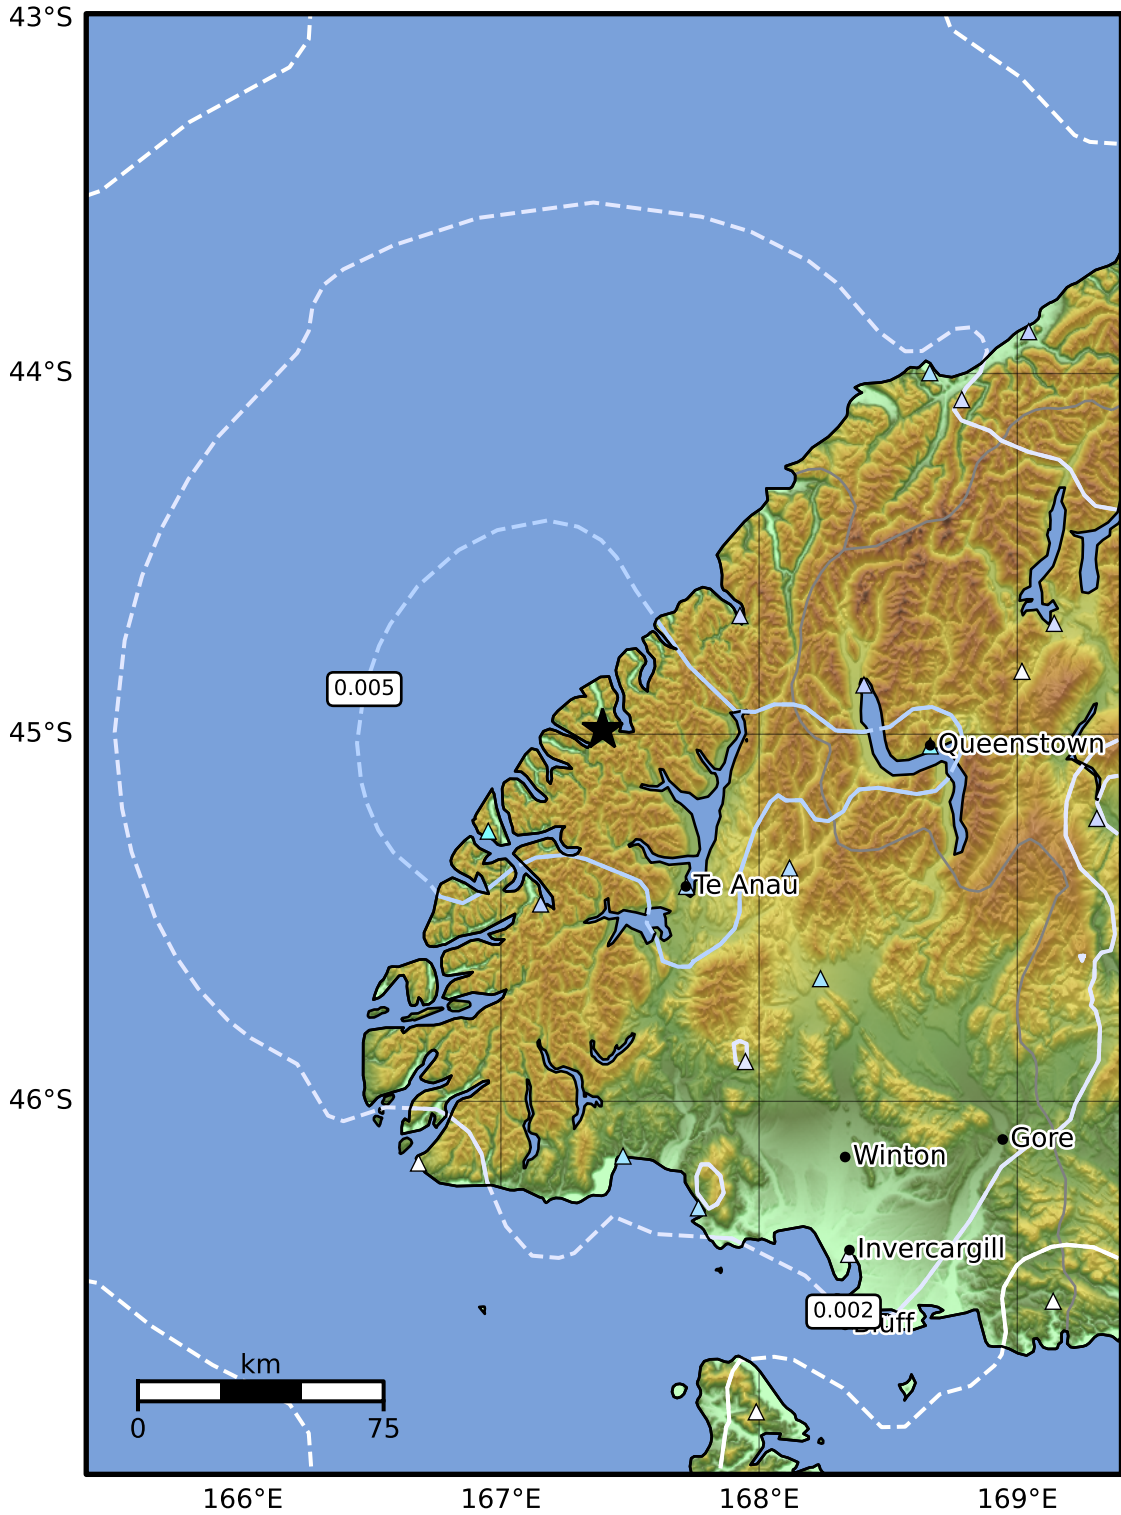 43°S
44°S
0.005
45°S
Queenstown
Te Anau
46°S
Gore
Winton
Invercargill
0.002
Bluff
km
0
75
166°E
167°E
168°E
169°E